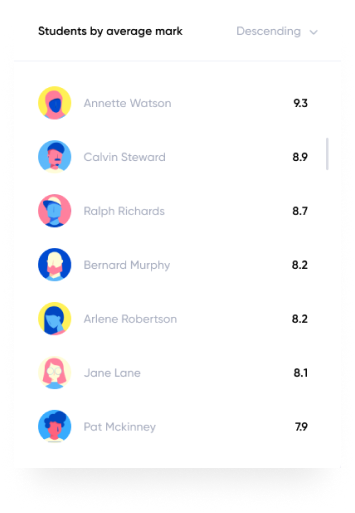 Students by average mark Descending
Annette Watson 9.3
Calvin Steward 8.9
Ralph Richards 8.7
Bernard Murphy 8.2
Arlene Robertson 8.2
Jane Lane 8.1
Pat Mckinney 7.9